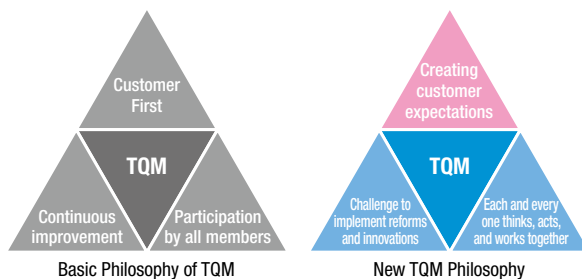 Customer
First
TQM
Continuous
improvement
Participation
by all members
Basic Philosophy of TQM
Creating
customer
expectations
TQM
Challenge to
implement reforms
and innovations
Each and every
one thinks, acts,
and works together
New TQM Philosophy